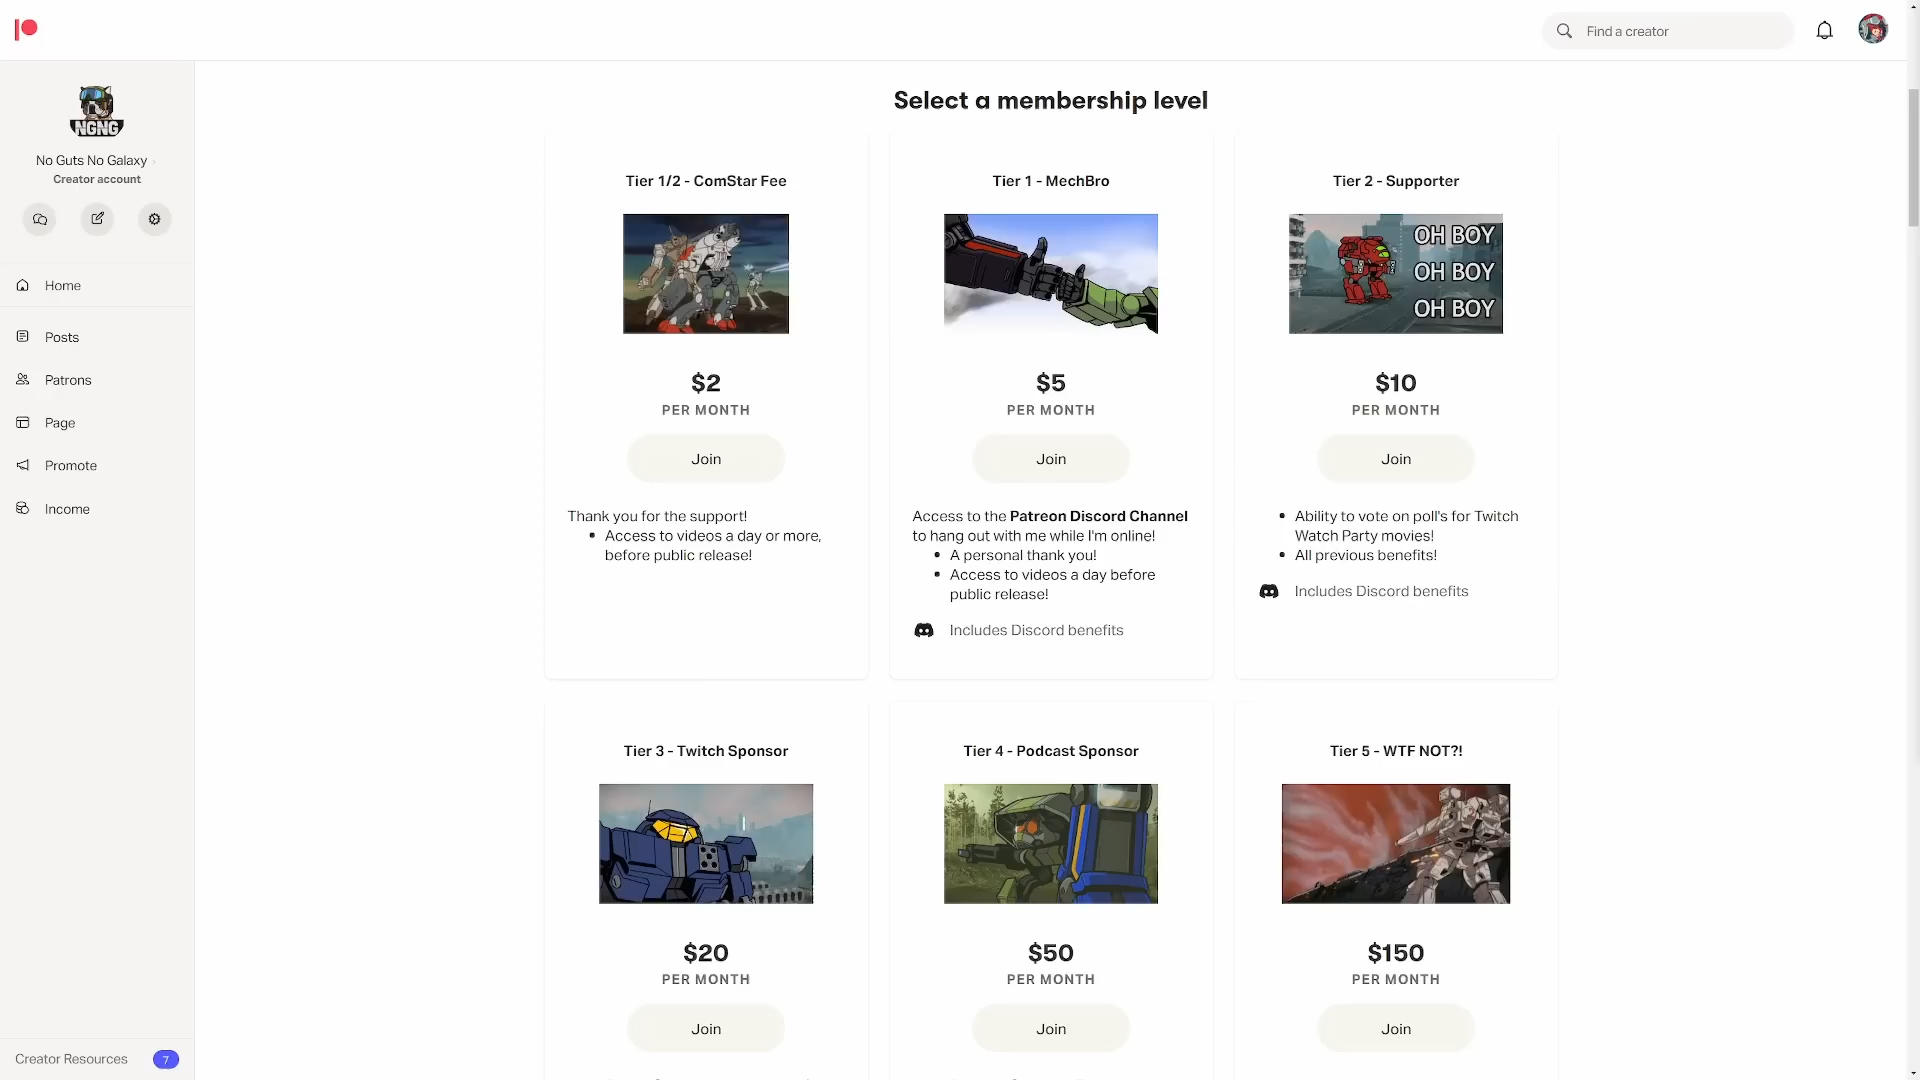 Find a creator
NGNG
No Guts No Galaxy
Creator account
Home
Posts
Patrons
Page
Promote
Income
Creator Resources
7
Select a membership level
Tier 1/2 - ComStar Fee
$2
PER MONTH
Join
Thank you for the support!
Access to videos a day or more,
before public release!
Tier 1 - MechBro
$5
PER MONTH
Join
Access to the Patreon Discord Channel
to hang out with me while I'm online!
A personal thank you!
Access to videos a day before
public release!
Includes Discord benefits
Tier 2 - Supporter
OH BOY
OH BOY
OH BOY
$10
PER MONTH
Join
Ability to vote on poll's for Twitch
Watch Party movies!
All previous benefits!
Includes Discord benefits
Tier 3 - Twitch Sponsor
$20
PER MONTH
Join
Tier 4 - Podcast Sponsor
$50
PER MONTH
Join
Tier 5 - WTF NOT?!
$150
PER MONTH
Join